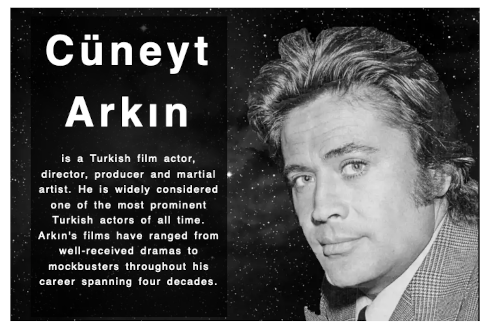 Cüneyt
Arkın
is a Turkish film actor,
director, producer and martial
artist. He is widely considered
one of the most prominent
Turkish actors of all time.
Arkın's films have ranged from
well-received dramas to
mockbusters throughout his
career spanning four decades.